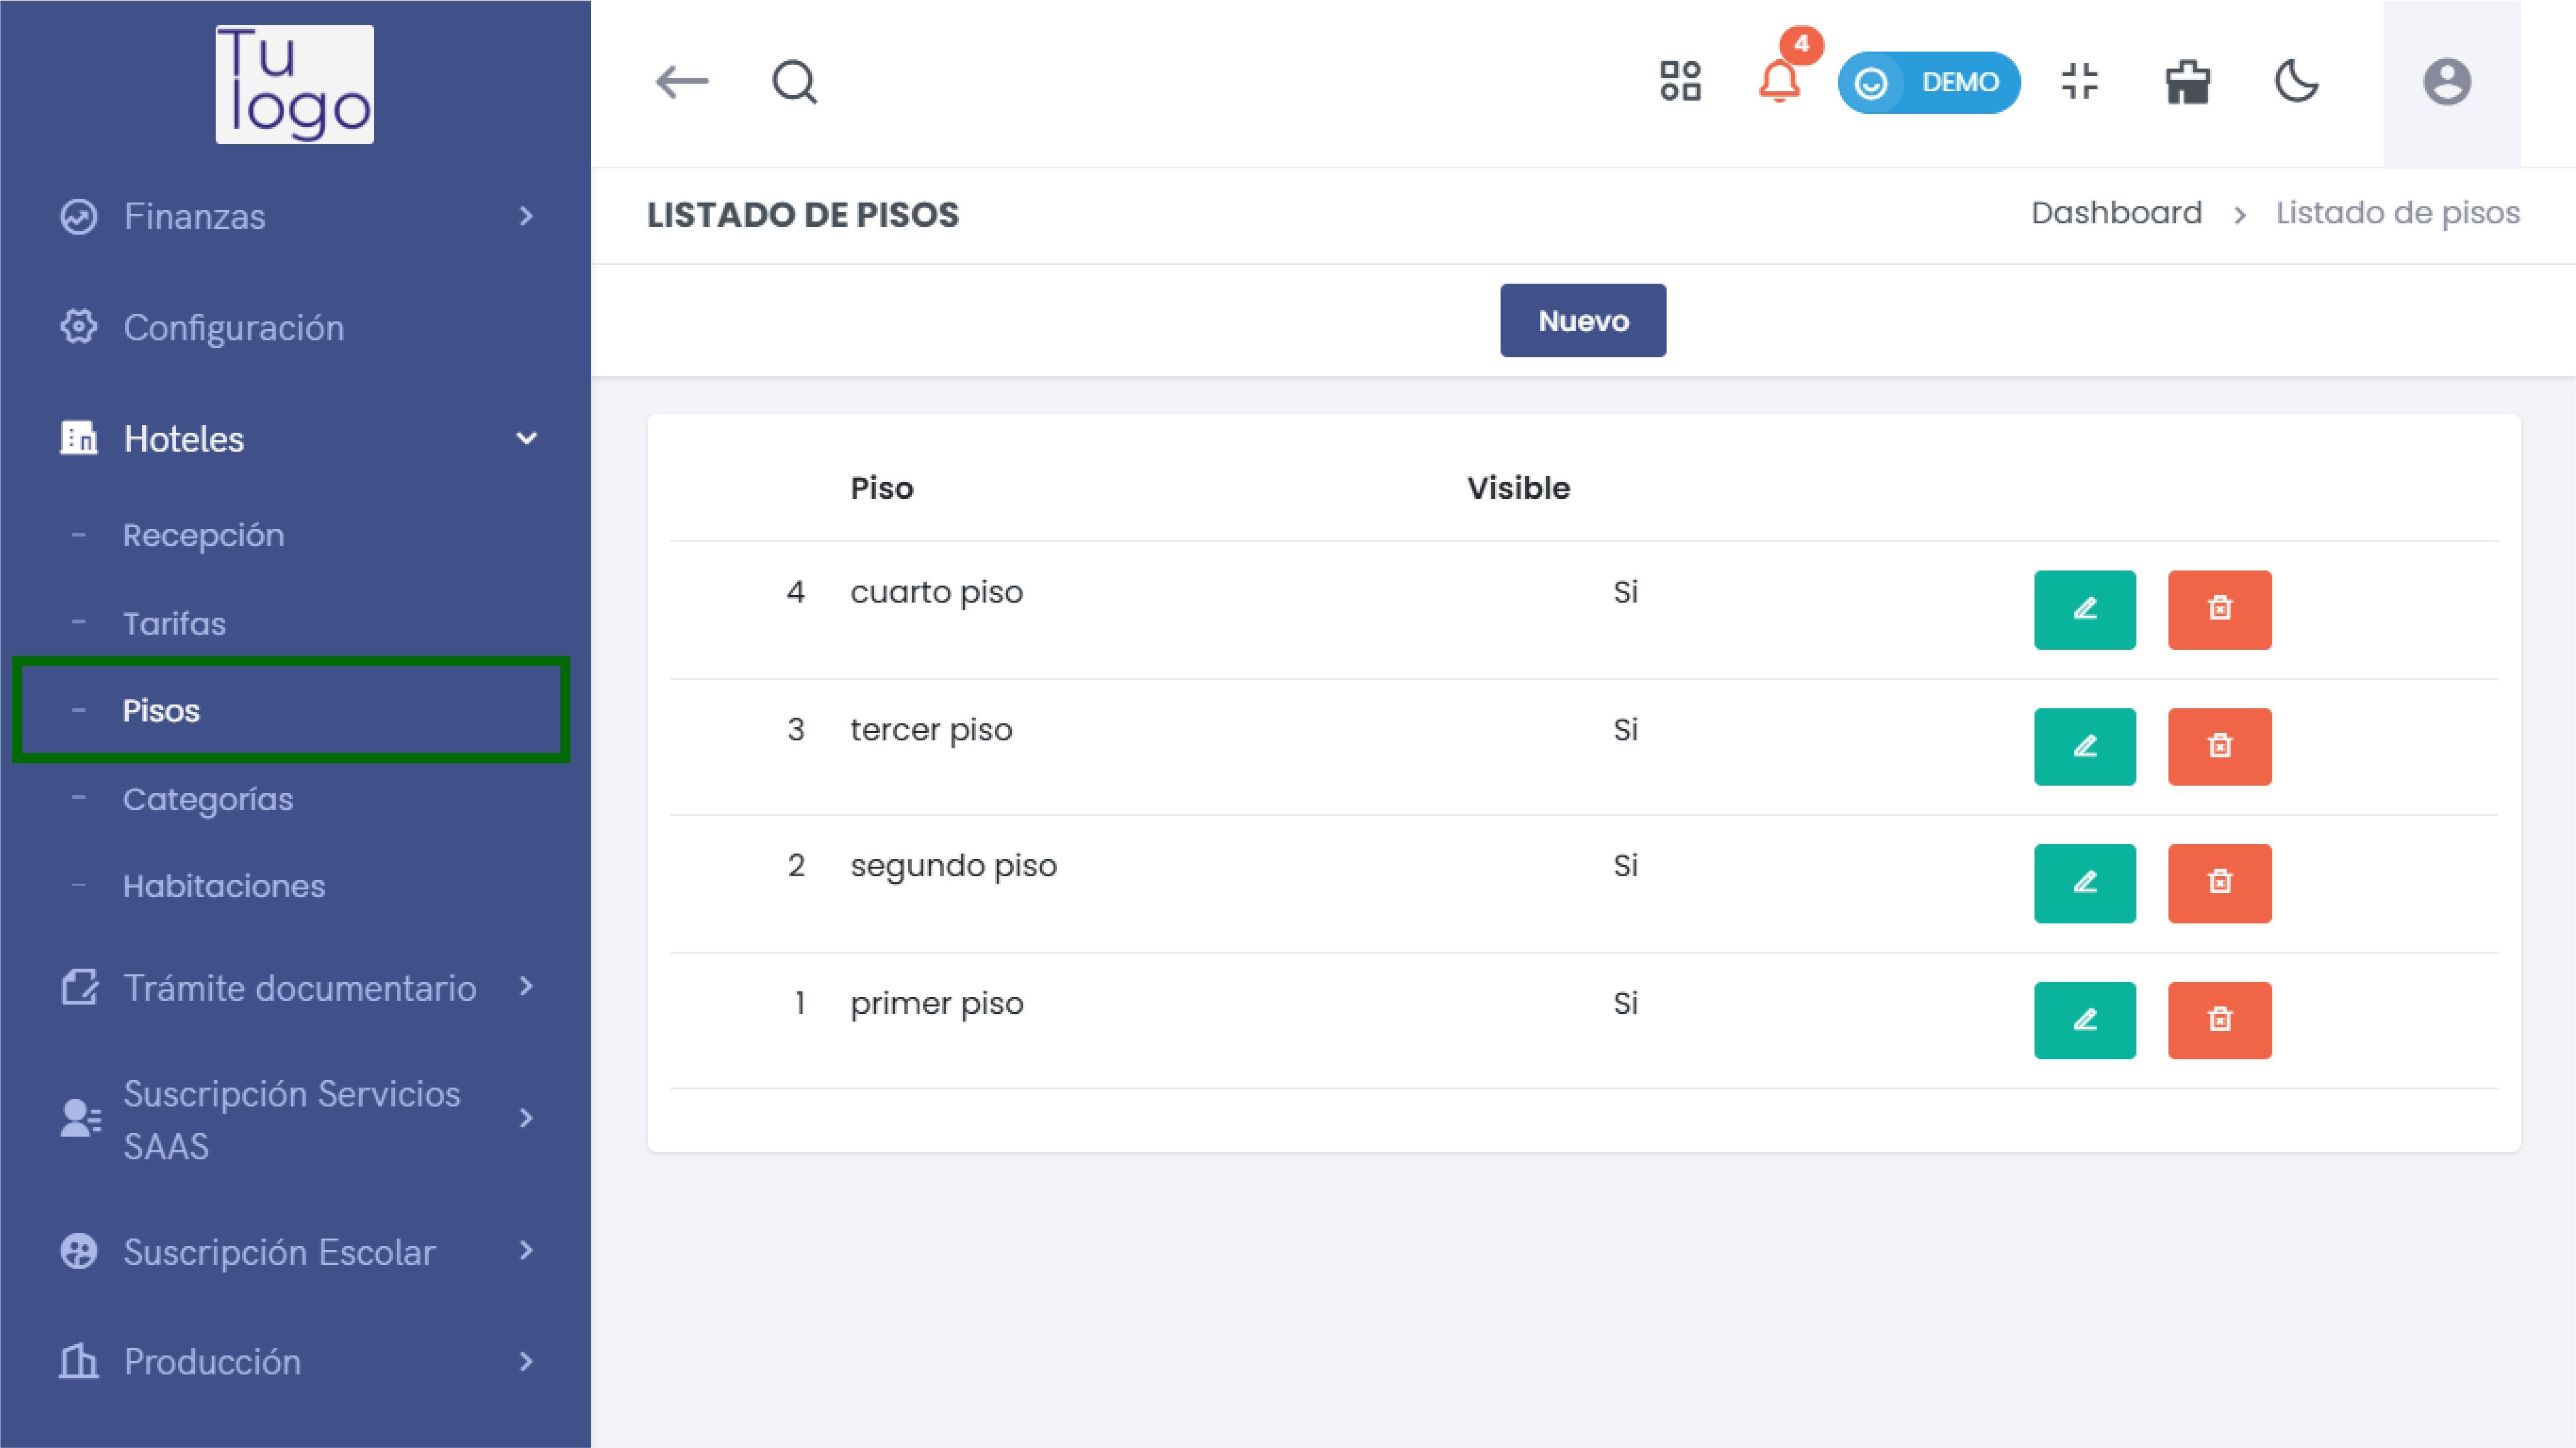 Tu
logo
Finanzas
Configuración
Hoteles
- Recepción
- Tarifas
- Pisos
- Categorías
- Habitaciones
Trámite documentario
Suscripción Servicios
SAAS
Suscripción Escolar
Producción
4
DEMO
LISTADO DE PISOS
Dashboard > Listado de pisos
Nuevo
Piso Visible
4 cuarto piso Si
3 tercer piso Si
2 segundo piso Si
1 primer piso Si